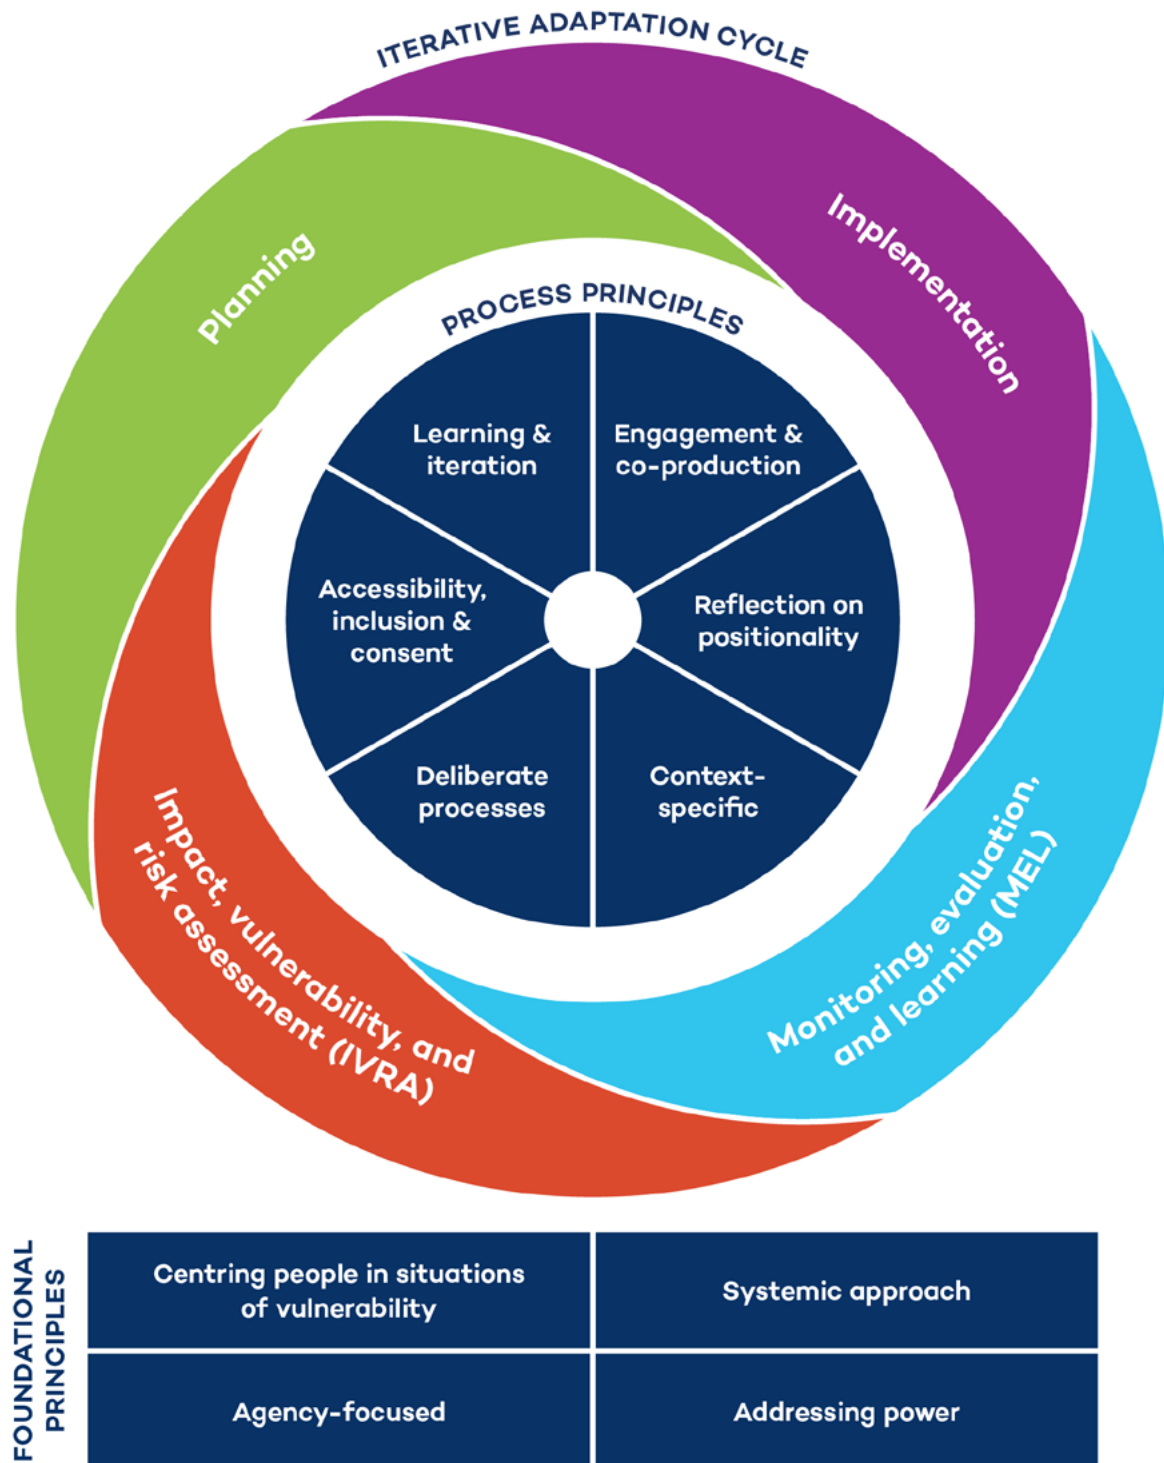 ITERATIVE ADAPTATION CYCLE
Planning
Implementation
PROCESS PRINCIPLES
Learning &
iteration
Engagement &
co-production
Accessibility,
inclusion &
consent
Reflection on
positionality
Deliberate
processes
Context-
specific
Impact, vulnerability, and
risk assessment (IVRA)
Monitoring, evaluation,
and learning (MEL)
FOUNDATIONAL
PRINCIPLES
Centring people in situations
of vulnerability
Systemic approach
Agency-focused
Addressing power